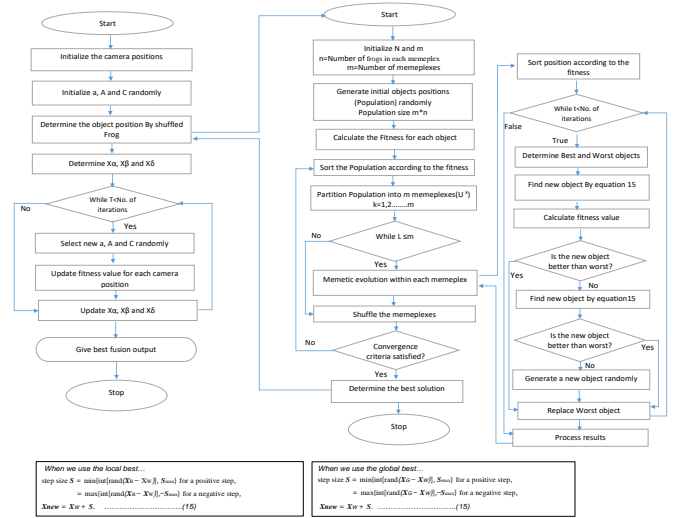 Start
Initialize the camera positions
Initialize a, A and C randomly
Determine the object position By shuffled
Frog
Determine Xα, Xβ and Xδ
While T<No. of
iterations
No
Yes
Select new a, A and C randomly
Update fitness value for each camera
position
Update Xα, Xβ and Xδ
Give best fusion output
Stop
Start
Initialize N and m
n=Number of frogs in each memeplex
m=Number of memeplexes
Generate initial objects positions
(Population) randomly
Population size m*n
Calculate the Fitness for each object
Sort the Population according to the fitness
Partition Population into m memeplexes(U k)
k=1,2........m
While L ≤m
No
Yes
Memetic evolution within each memeplex
Shuffle the memeplexes
Convergence
criteria satisfied?
No
Yes
Determine the best solution
Stop
Sort position according to the
fitness
While t<No. of
iterations
False
True
Determine Best and Worst objects
Find new object By equation 15
Calculate fitness value
Is the new object
better than worst?
Yes
No
Find new object by equation15
Is the new object
better than worst?
Yes
No
Generate a new object randomly
Replace Worst object
Process results
When we use the local best...
step size S = min{int[rand(XB − XW)], Smax} for a positive step,
= max{int[rand(XB − XW)],−Smax} for a negative step,
Xnew = XW + S. ..............................(15)
When we use the global best...
step size S = min{int[rand(XG − XW)], Smax} for a positive step,
= max{int[rand(XG − XW)],−Smax} for a negative step,
Xnew = XW + S. ..............................(15)